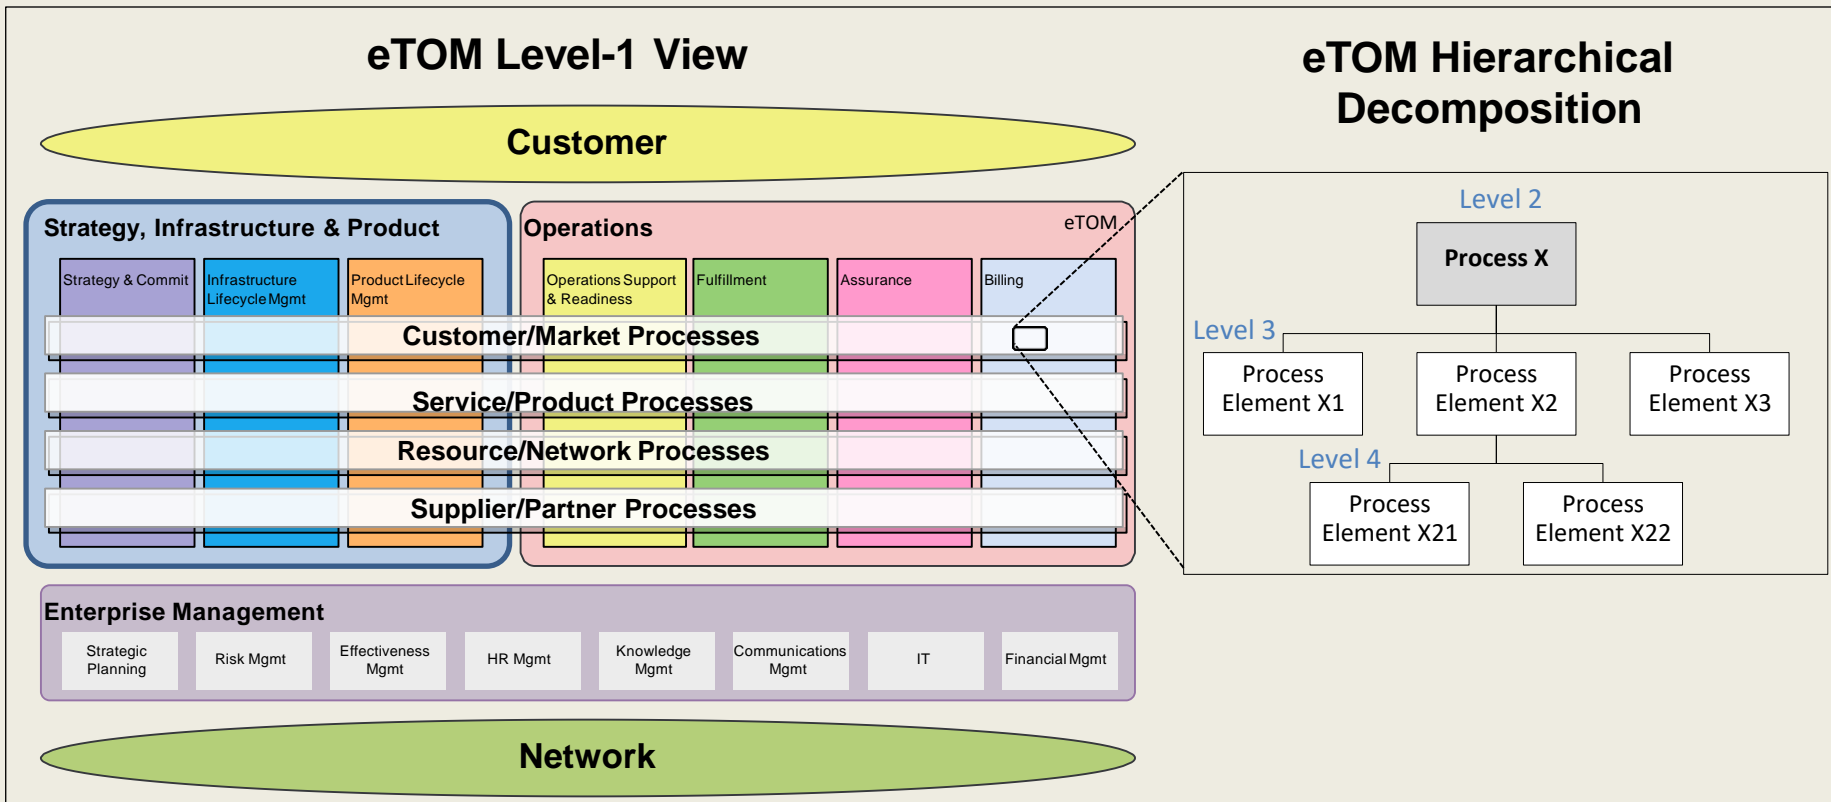 eTOM Level-1 View
Customer
Strategy, Infrastructure & Product
Strategy & Commit
Infrastructure
Lifecycle Mgmt
Product Lifecycle
Mgmt
Operations
eTOM
Operations Support
& Readiness
Fulfillment
Assurance
Billing
Customer/Market Processes
Service/Product Processes
Resource/Network Processes
Supplier/Partner Processes
Enterprise Management
Strategic
Planning
Risk Mgmt
Effectiveness
Mgmt
HR Mgmt
Knowledge
Mgmt
Communications
Mgmt
IT
Financial Mgmt
Network
eTOM Hierarchical
Decomposition
Level 2
Process X
Level 3
Process
Element X1
Process
Element X2
Process
Element X3
Level 4
Process
Element X21
Process
Element X22